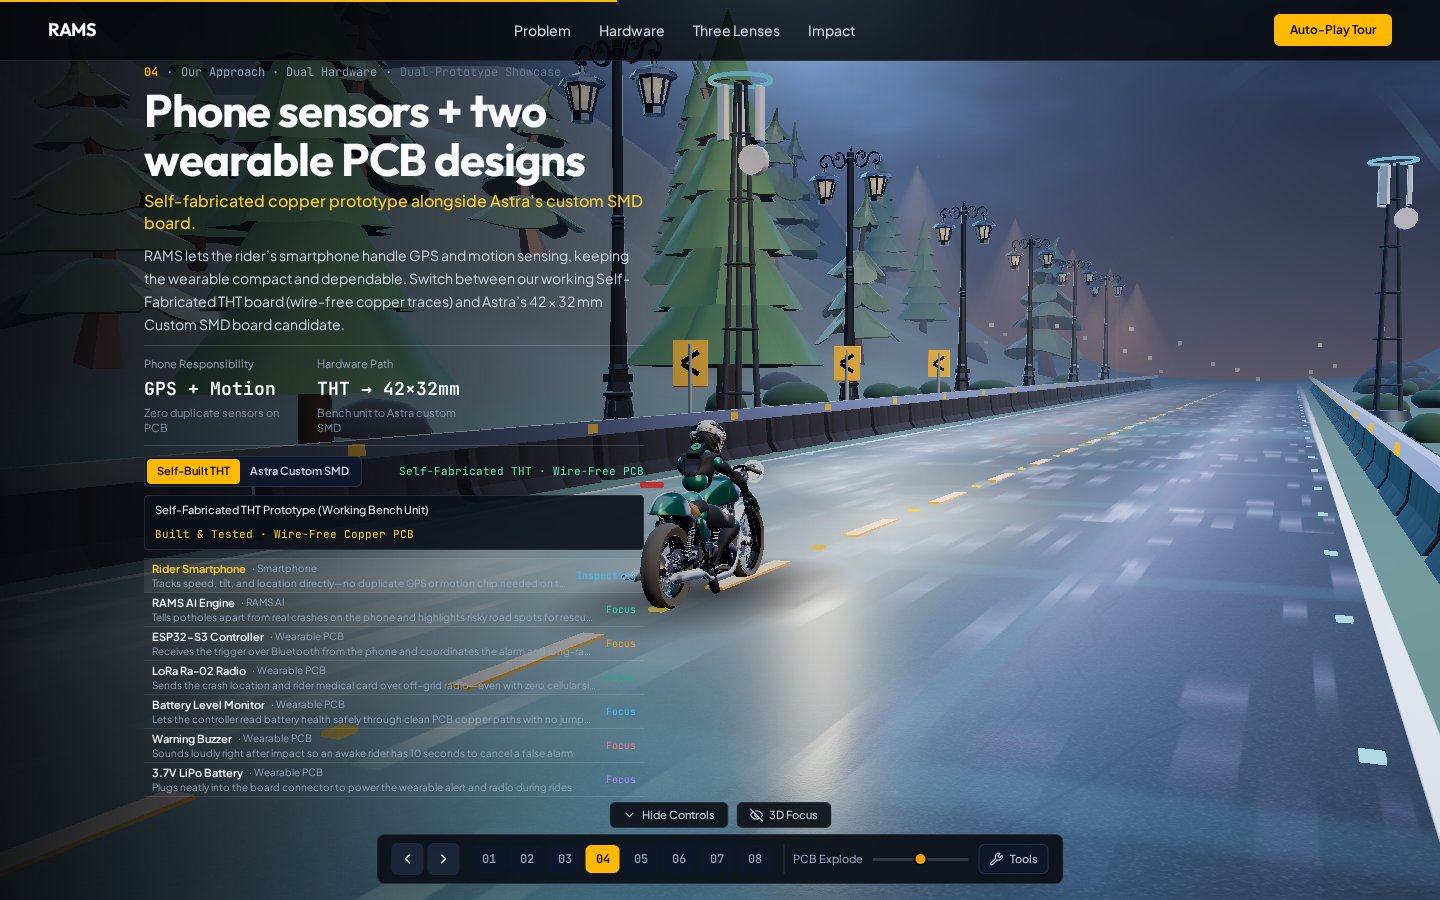 RAMS
Problem
Hardware
Three Lenses
Impact
Auto-Play Tour
04 · Our Approach · Dual Hardware · Dual-Prototype Showcase
Phone sensors + two
wearable PCB designs
Self-fabricated copper prototype alongside Astra's custom SMD
board.
RAMS lets the rider's smartphone handle GPS and motion sensing, keeping
the wearable compact and dependable. Switch between our working Self-
Fabricated THT board (wire-free copper traces) and Astra's 42 × 32 mm
Custom SMD board candidate.
Phone Responsibility
GPS + Motion
Zero duplicate sensors on
PCB
Hardware Path
THT → 42×32mm
Bench unit to Astra custom
SMD
Self-Built THT
Astra Custom SMD
Self-Fabricated THT · Wire-Free PCB
Self-Fabricated THT Prototype (Working Bench Unit)
Built & Tested · Wire-Free Copper PCB
Rider Smartphone · Smartphone
Tracks speed, tilt, and location directly—no duplicate GPS or motion chip needed on t...
RAMS AI Engine · RAMS AI
Tells potholes apart from real crashes on the phone and highlights risky road spots for rescu...
Focus
ESP32-S3 Controller · Wearable PCB
Receives the trigger over Bluetooth from the phone and coordinates the alarm and long-ra...
Focus
LoRa Ra-02 Radio · Wearable PCB
Sends the crash location and rider medical card over off-grid radio—even with zero cellular si...
Focus
Battery Level Monitor · Wearable PCB
Lets the controller read battery health safely through clean PCB copper paths with no jump...
Focus
Warning Buzzer · Wearable PCB
Sounds loudly right after impact so an awake rider has 10 seconds to cancel a false alarm
Focus
3.7V LiPo Battery · Wearable PCB
Plugs neatly into the board connector to power the wearable alert and radio during rides
Focus
Hide Controls
3D Focus
01 02 03 04 05 06 07 08
PCB Explode
Tools